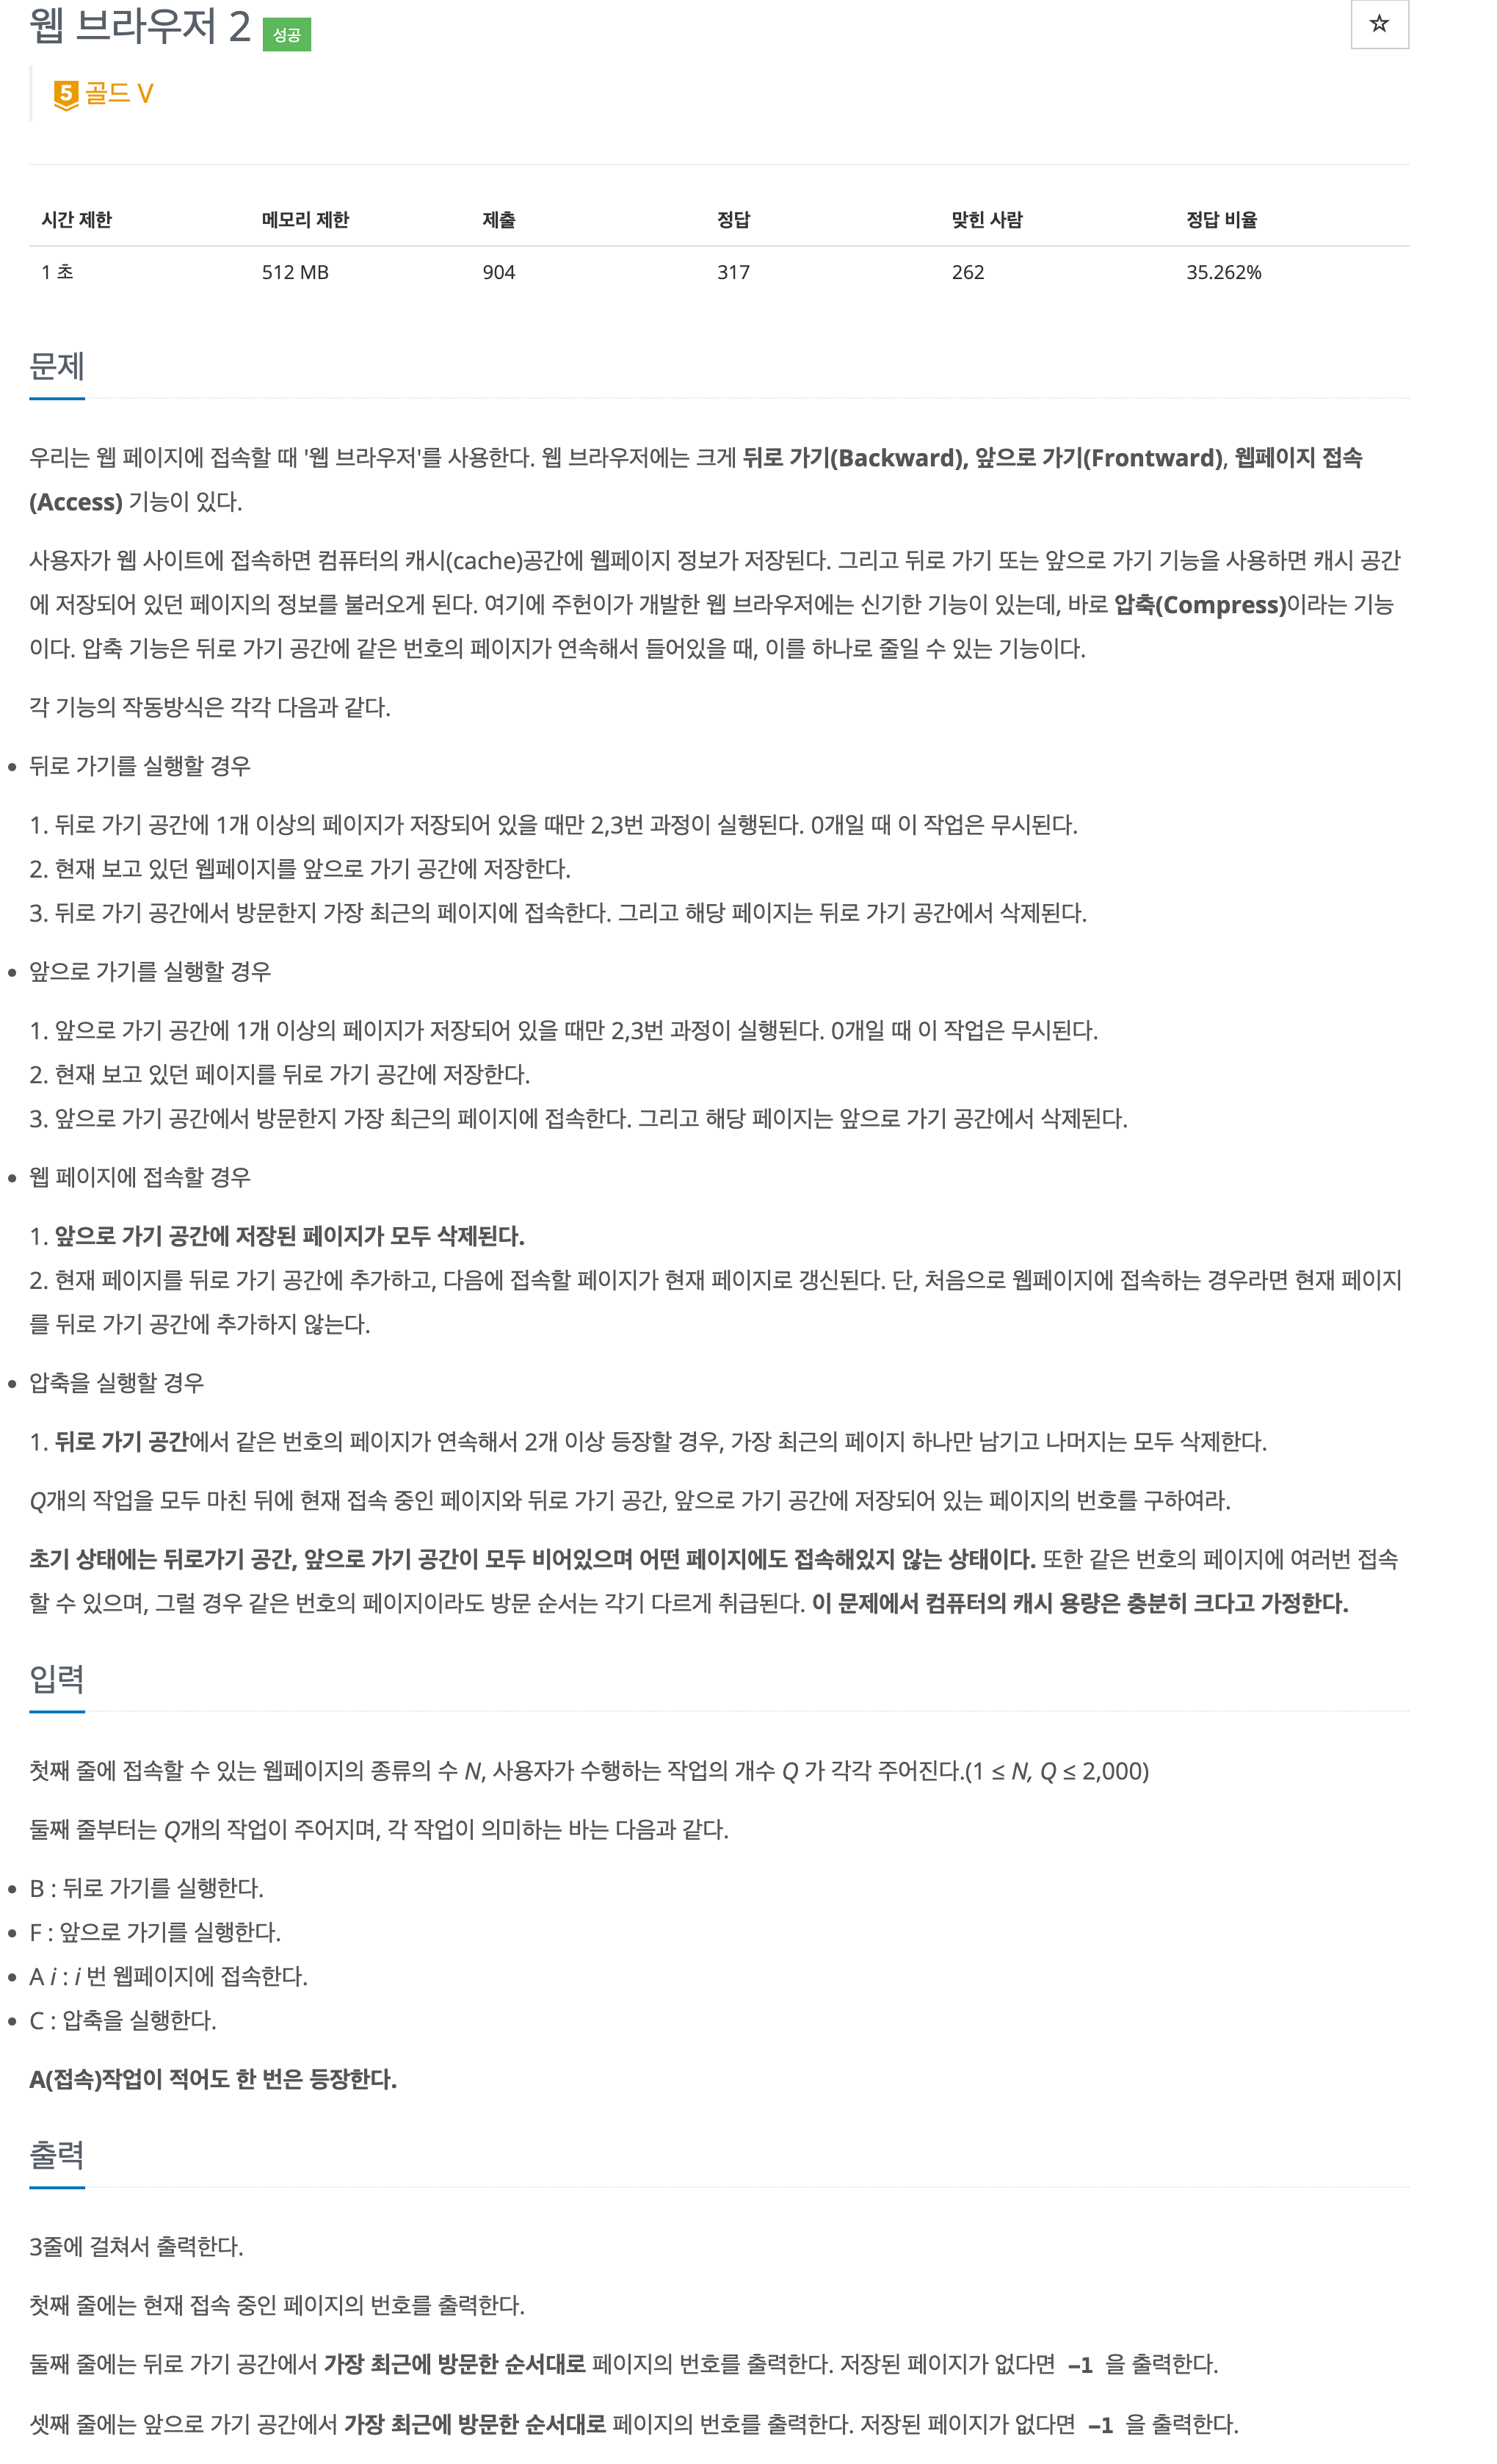 웹 브라우저 2 성공
☆
5 골드 V
시간 제한 메모리 제한 제출 정답 맞힌 사람 정답 비율
1 초 512 MB 904 317 262 35.262%
문제
우리는 웹 페이지에 접속할 때 '웹 브라우저'를 사용한다. 웹 브라우저에는 크게 뒤로 가기(Backward), 앞으로 가기(Frontward), 웹페이지 접속
(Access) 기능이 있다.
사용자가 웹 사이트에 접속하면 컴퓨터의 캐시(cache)공간에 웹페이지 정보가 저장된다. 그리고 뒤로 가기 또는 앞으로 가기 기능을 사용하면 캐시 공간
에 저장되어 있던 페이지의 정보를 불러오게 된다. 여기에 주헌이가 개발한 웹 브라우저에는 신기한 기능이 있는데, 바로 압축(Compress)이라는 기능
이다. 압축 기능은 뒤로 가기 공간에 같은 번호의 페이지가 연속해서 들어있을 때, 이를 하나로 줄일 수 있는 기능이다.
각 기능의 작동방식은 각각 다음과 같다.
• 뒤로 가기를 실행할 경우
1. 뒤로 가기 공간에 1개 이상의 페이지가 저장되어 있을 때만 2,3번 과정이 실행된다. 0개일 때 이 작업은 무시된다.
2. 현재 보고 있던 웹페이지를 앞으로 가기 공간에 저장한다.
3. 뒤로 가기 공간에서 방문한지 가장 최근의 페이지에 접속한다. 그리고 해당 페이지는 뒤로 가기 공간에서 삭제된다.
• 앞으로 가기를 실행할 경우
1. 앞으로 가기 공간에 1개 이상의 페이지가 저장되어 있을 때만 2,3번 과정이 실행된다. 0개일 때 이 작업은 무시된다.
2. 현재 보고 있던 페이지를 뒤로 가기 공간에 저장한다.
3. 앞으로 가기 공간에서 방문한지 가장 최근의 페이지에 접속한다. 그리고 해당 페이지는 앞으로 가기 공간에서 삭제된다.
• 웹 페이지에 접속할 경우
1. 앞으로 가기 공간에 저장된 페이지가 모두 삭제된다.
2. 현재 페이지를 뒤로 가기 공간에 추가하고, 다음에 접속할 페이지가 현재 페이지로 갱신된다. 단, 처음으로 웹페이지에 접속하는 경우라면 현재 페이지
를 뒤로 가기 공간에 추가하지 않는다.
• 압축을 실행할 경우
1. 뒤로 가기 공간에서 같은 번호의 페이지가 연속해서 2개 이상 등장할 경우, 가장 최근의 페이지 하나만 남기고 나머지는 모두 삭제한다.
Q개의 작업을 모두 마친 뒤에 현재 접속 중인 페이지와 뒤로 가기 공간, 앞으로 가기 공간에 저장되어 있는 페이지의 번호를 구하여라.
초기 상태에는 뒤로가기 공간, 앞으로 가기 공간이 모두 비어있으며 어떤 페이지에도 접속해있지 않는 상태이다. 또한 같은 번호의 페이지에 여러번 접속
할 수 있으며, 그럴 경우 같은 번호의 페이지이라도 방문 순서는 각기 다르게 취급된다. 이 문제에서 컴퓨터의 캐시 용량은 충분히 크다고 가정한다.
입력
첫째 줄에 접속할 수 있는 웹페이지의 종류의 수 N, 사용자가 수행하는 작업의 개수 Q 가 각각 주어진다.(1 ≤ N, Q ≤ 2,000)
둘째 줄부터는 Q개의 작업이 주어지며, 각 작업이 의미하는 바는 다음과 같다.
• B : 뒤로 가기를 실행한다.
• F : 앞으로 가기를 실행한다.
• A i : i 번 웹페이지에 접속한다.
• C : 압축을 실행한다.
A(접속)작업이 적어도 한 번은 등장한다.
출력
3줄에 걸쳐서 출력한다.
첫째 줄에는 현재 접속 중인 페이지의 번호를 출력한다.
둘째 줄에는 뒤로 가기 공간에서 가장 최근에 방문한 순서대로 페이지의 번호를 출력한다. 저장된 페이지가 없다면 -1 을 출력한다.
셋째 줄에는 앞으로 가기 공간에서 가장 최근에 방문한 순서대로 페이지의 번호를 출력한다. 저장된 페이지가 없다면 -1 을 출력한다.